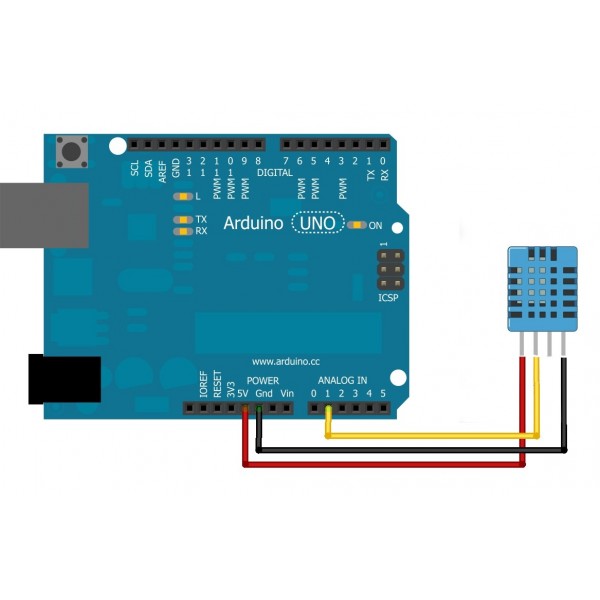 SCL
SDA
AREF
GND
13
12
PWM 11
PWM 10
PWM 9
8
7
PWM 6
PWM 5
4
PWM 3
2
TX 1
RX 0
DIGITAL
L
TX
RX
Arduino UNO
ON
1
ICSP
www.arduino.cc
POWER
ANALOG IN
IOREF
RESET
3V3
5V Gnd Vin
0 1 2 3 4 5